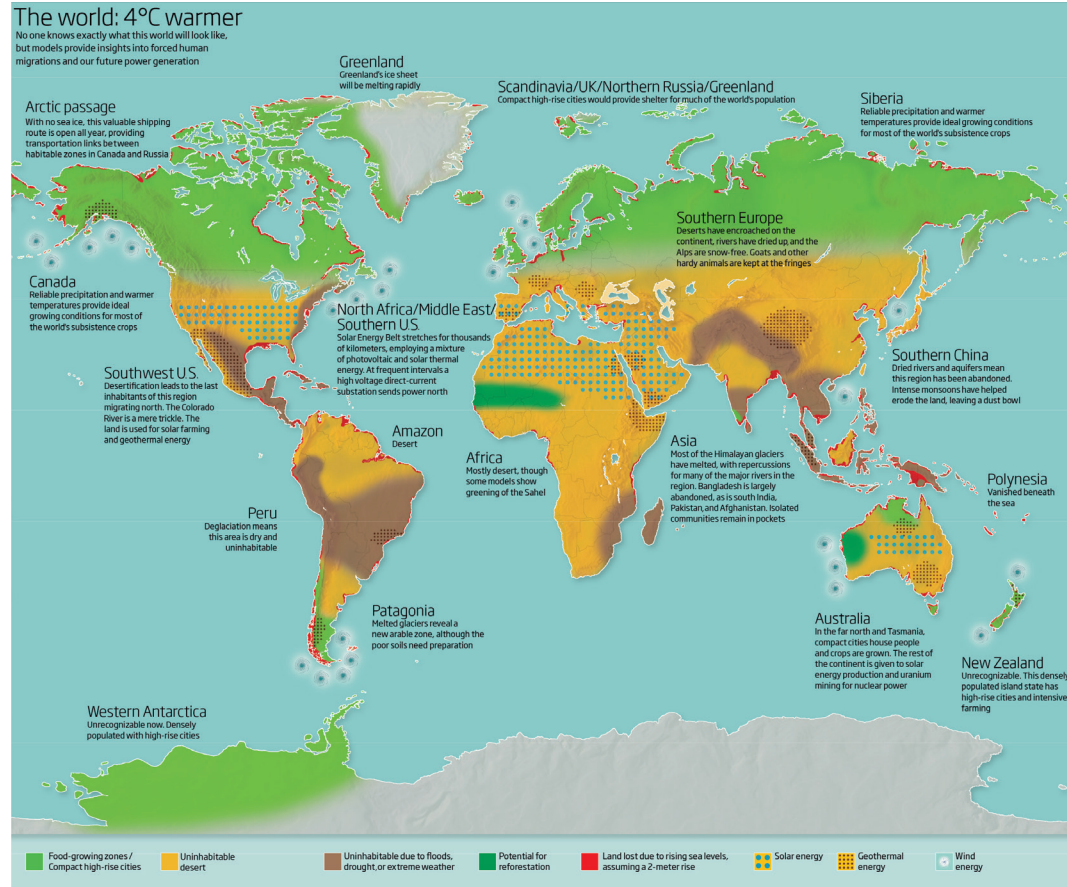 The world: 4°C warmer
No one knows exactly what this world will look like,
but models provide insights into forced human
migrations and our future power generation
Greenland
Greenland's ice sheet
will be melting rapidly
Scandinavia/UK/Northern Russia/Greenland
Compact high-rise cities would provide shelter for much of the world's population
Arctic passage
With no sea ice, this valuable shipping
route is open all year, providing
transportation links between
habitable zones in Canada and Russia
Siberia
Reliable precipitation and warmer
temperatures provide ideal growing conditions
for most of the world's subsistence crops
Southern Europe
Deserts have encroached on the
continent, rivers have dried up, and the
Alps are snow-free. Goats and other
hardy animals are kept at the fringes
Canada
Reliable precipitation and warmer
temperatures provide ideal
growing conditions for most of
the world's subsistence crops
North Africa/Middle East/
Southern U.S.
Solar Energy Belt stretches for thousands
of kilometers, employing a mixture
of photovoltaic and solar thermal
energy. At frequent intervals a
high voltage direct-current
substation sends power north
Southwest U.S.
Desertification leads to the last
inhabitants of this region
migrating north. The Colorado
River is a mere trickle. The
land is used for solar farming
and geothermal energy
Southern China
Dried rivers and aquifers mean
this region has been abandoned.
Intense monsoons have helped
erode the land, leaving a dust bowl
Amazon
Desert
Africa
Mostly desert, though
some models show
greening of the Sahel
Asia
Most of the Himalayan glaciers
have melted, with repercussions
for many of the major rivers in the
region. Bangladesh is largely
abandoned, as is south India,
Pakistan, and Afghanistan. Isolated
communities remain in pockets
Polynesia
Vanished beneath
the sea
Peru
Deglaciation means
this area is dry and
uninhabitable
Patagonia
Melted glaciers reveal a
new arable zone, although the
poor soils need preparation
Australia
In the far north and Tasmania,
compact cities house people
and crops are grown. The rest
of the continent is given to solar
energy production and uranium
mining for nuclear power
New Zealand
Unrecognizable. This densely
populated island state has
high-rise cities and intensive
farming
Western Antarctica
Unrecognizable now. Densely
populated with high-rise cities
Food-growing zones /
Compact high-rise cities
Uninhabitable
desert
Uninhabitable due to floods,
drought, or extreme weather
Potential for
reforestation
Land lost due to rising sea levels,
assuming a 2-meter rise
Solar energy
Geothermal
energy
Wind
energy